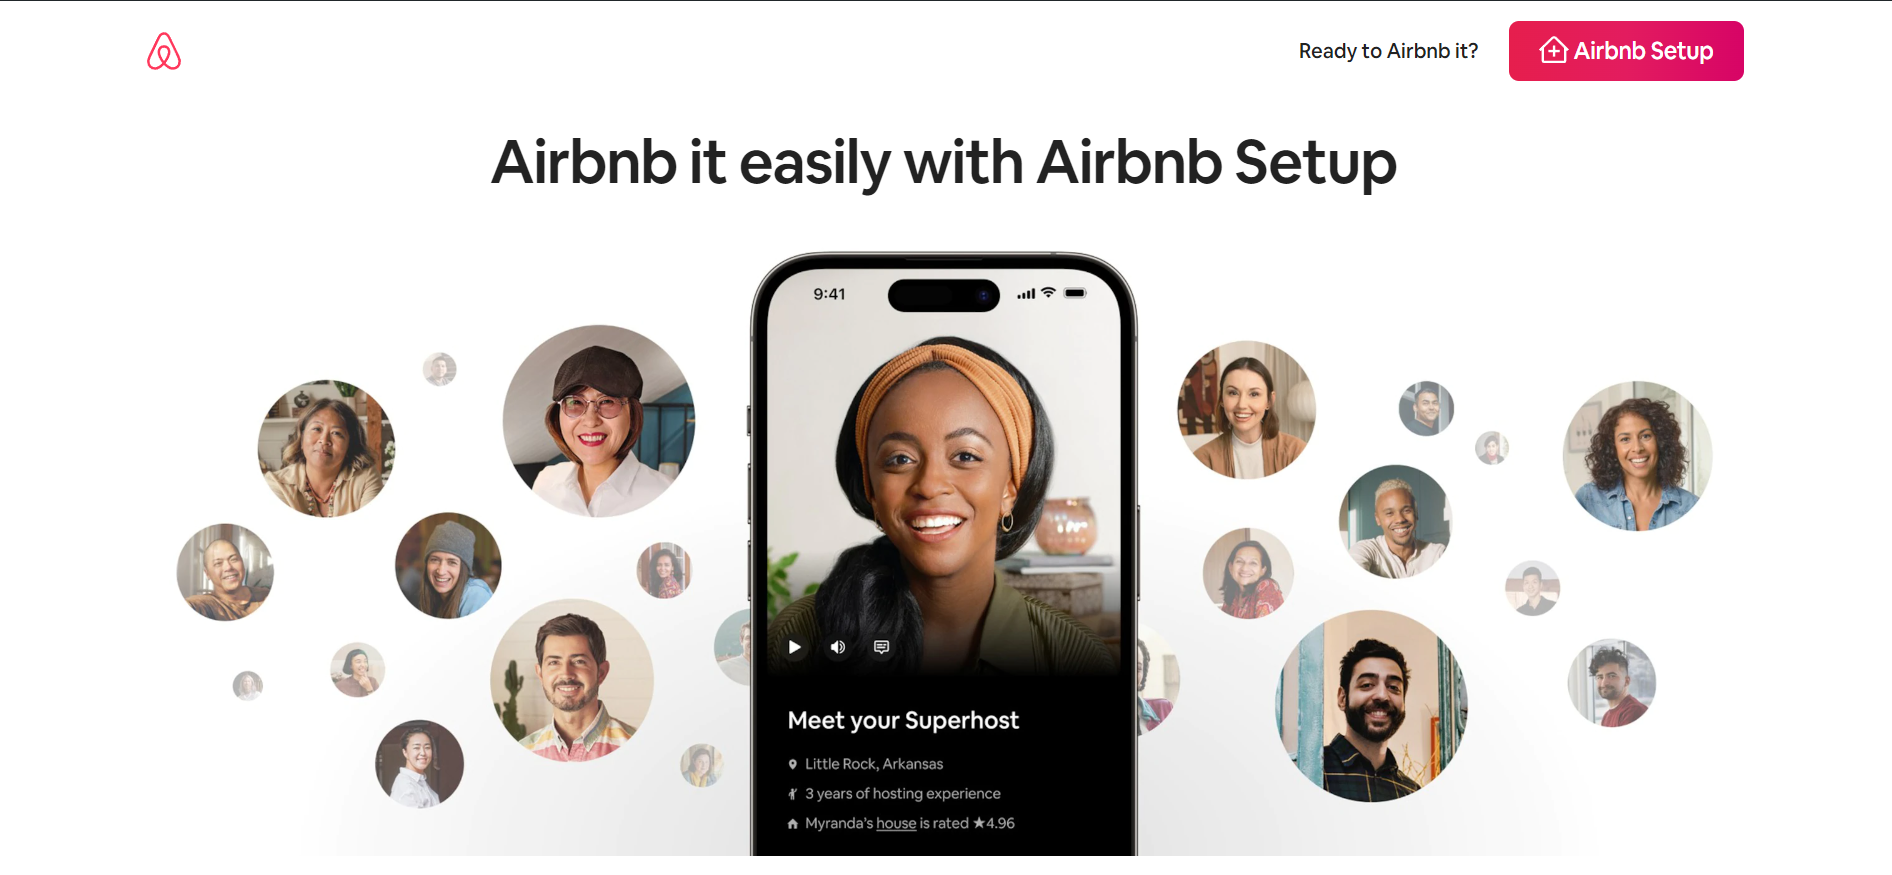 Ready to Airbnb it?
Airbnb Setup
Airbnb it easily with Airbnb Setup
9:41
Meet your Superhost
Little Rock, Arkansas
3 years of hosting experience
Myranda's house is rated ★4.96